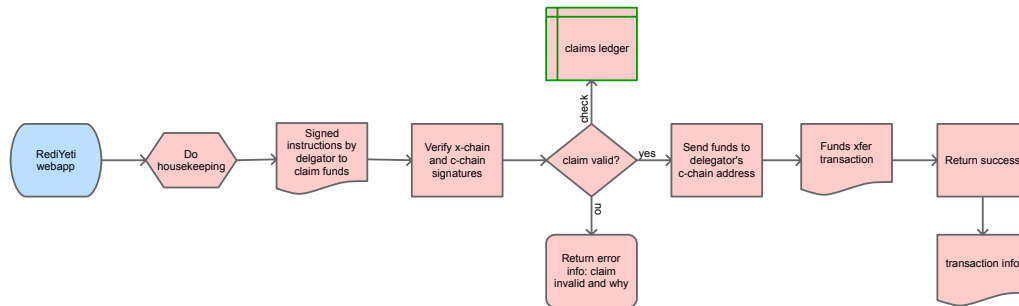 claims ledger
check
RediYeti
webapp
Do
housekeeping
Signed
instructions by
delgator to
claim funds
Verify x-chain
and c-chain
signatures
claim valid?
yes
Send funds to
delegator's
c-chain address
Funds xfer
transaction
Return success
no
Return error
info: claim
invalid and why
transaction info